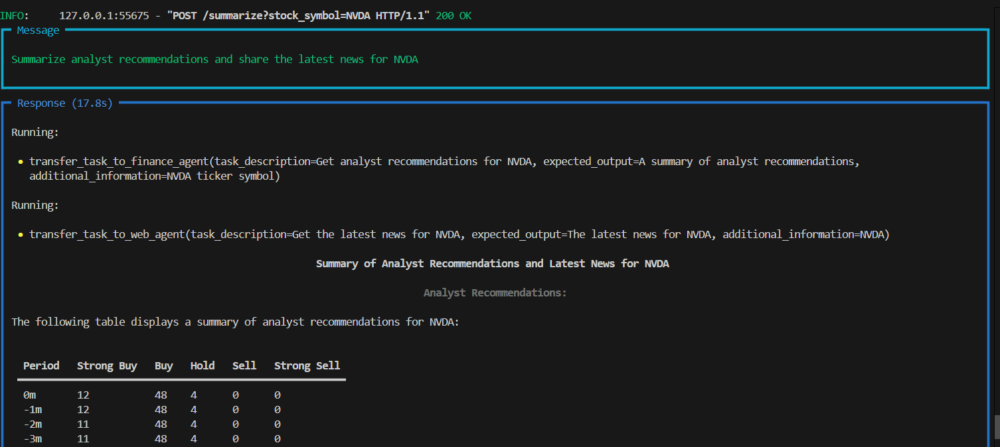 INFO:     127.0.0.1:55675 - "POST /summarize?stock_symbol=NVDA HTTP/1.1" 200 OK
Message
Summarize analyst recommendations and share the latest news for NVDA
Response (17.8s)
Running:
• transfer_task_to_finance_agent(task_description=Get analyst recommendations for NVDA, expected_output=A summary of analyst recommendations,
additional_information=NVDA ticker symbol)
Running:
• transfer_task_to_web_agent(task_description=Get the latest news for NVDA, expected_output=The latest news for NVDA, additional_information=NVDA)
Summary of Analyst Recommendations and Latest News for NVDA
Analyst Recommendations:
The following table displays a summary of analyst recommendations for NVDA:
Period   Strong Buy   Buy   Hold   Sell   Strong Sell
0m   12   48   4   0   0
-1m   12   48   4   0   0
-2m   11   48   4   0   0
-3m   11   48   4   0   0